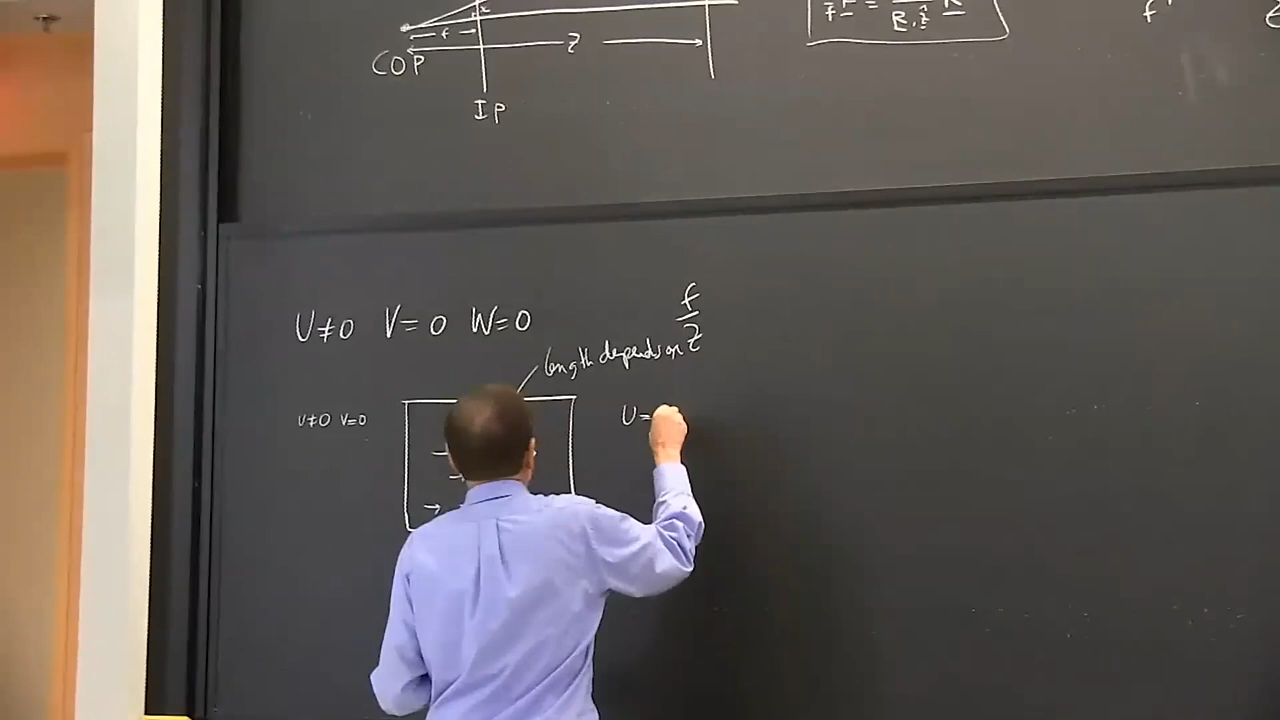 f
Z
COP
IP
f r = R
R·ẑ
f
U≠0 V=0 W=0
f/Z
length depends on
U≠0 V=0
U=